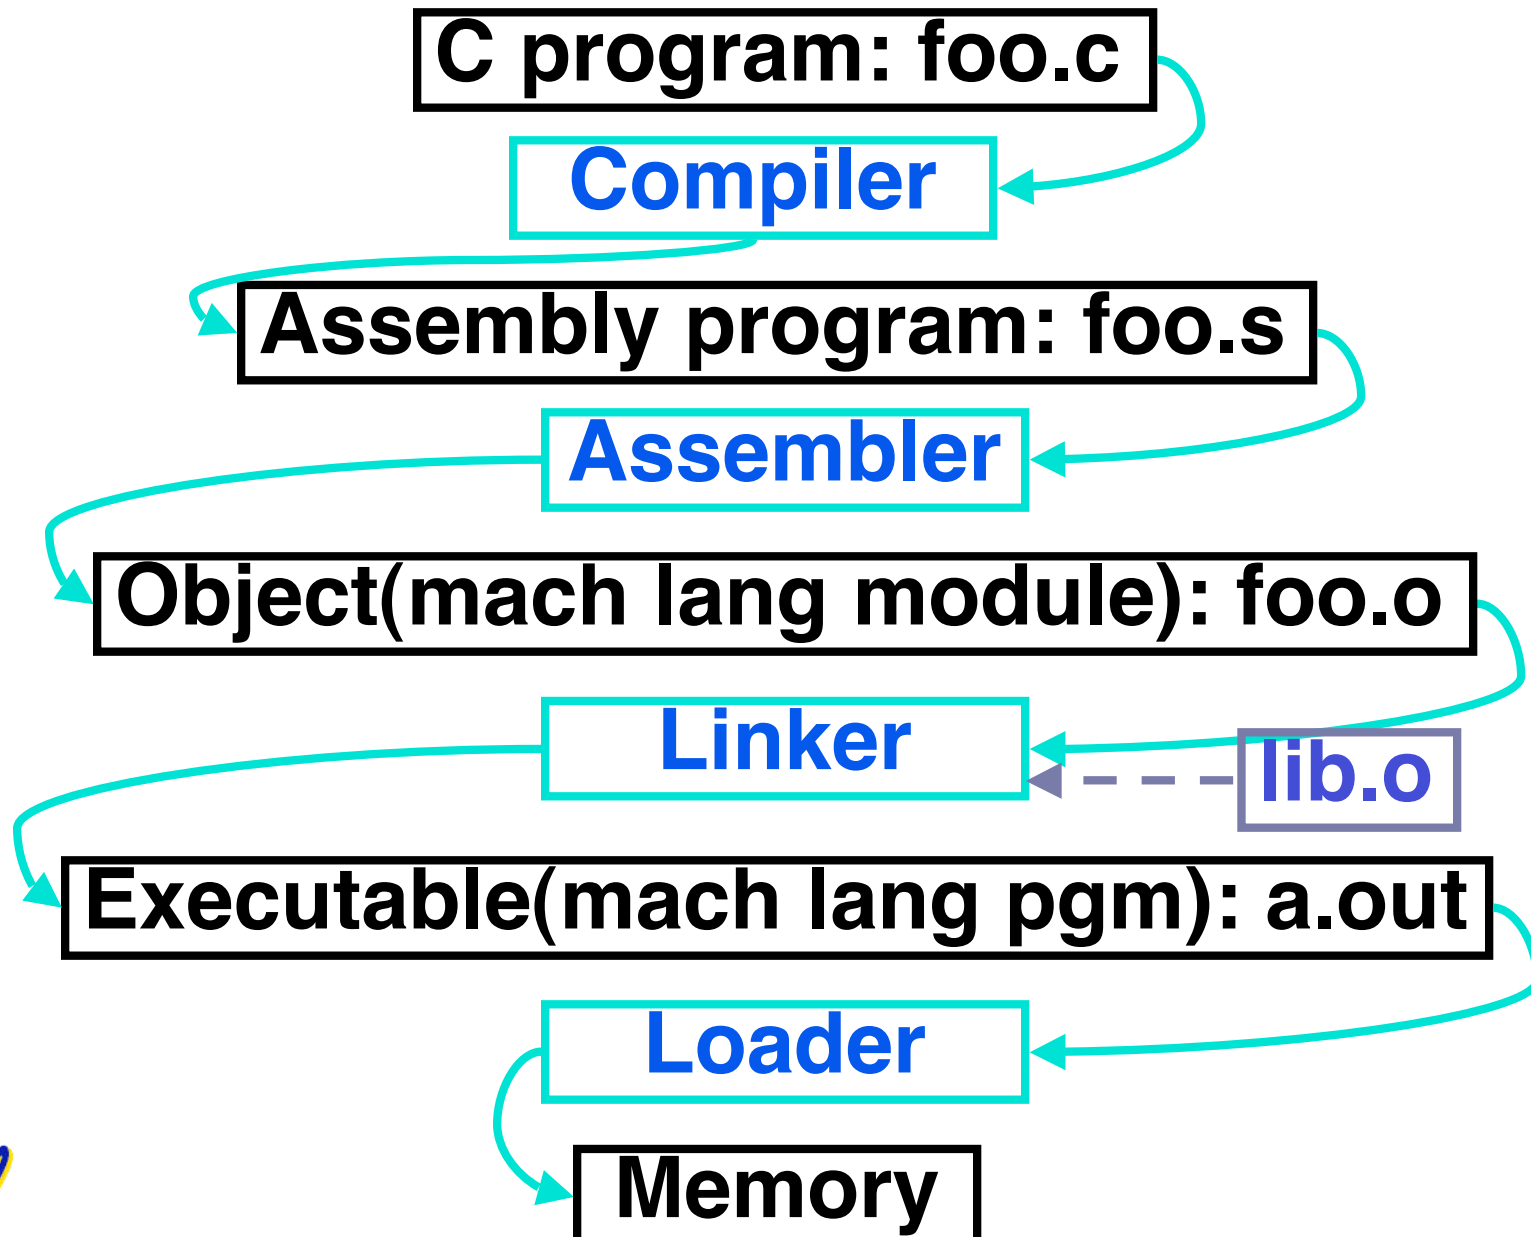 C program: foo.c
Compiler
Assembly program: foo.s
Assembler
Object(mach lang module): foo.o
Linker
lib.o
Executable(mach lang pgm): a.out
Loader
Memory